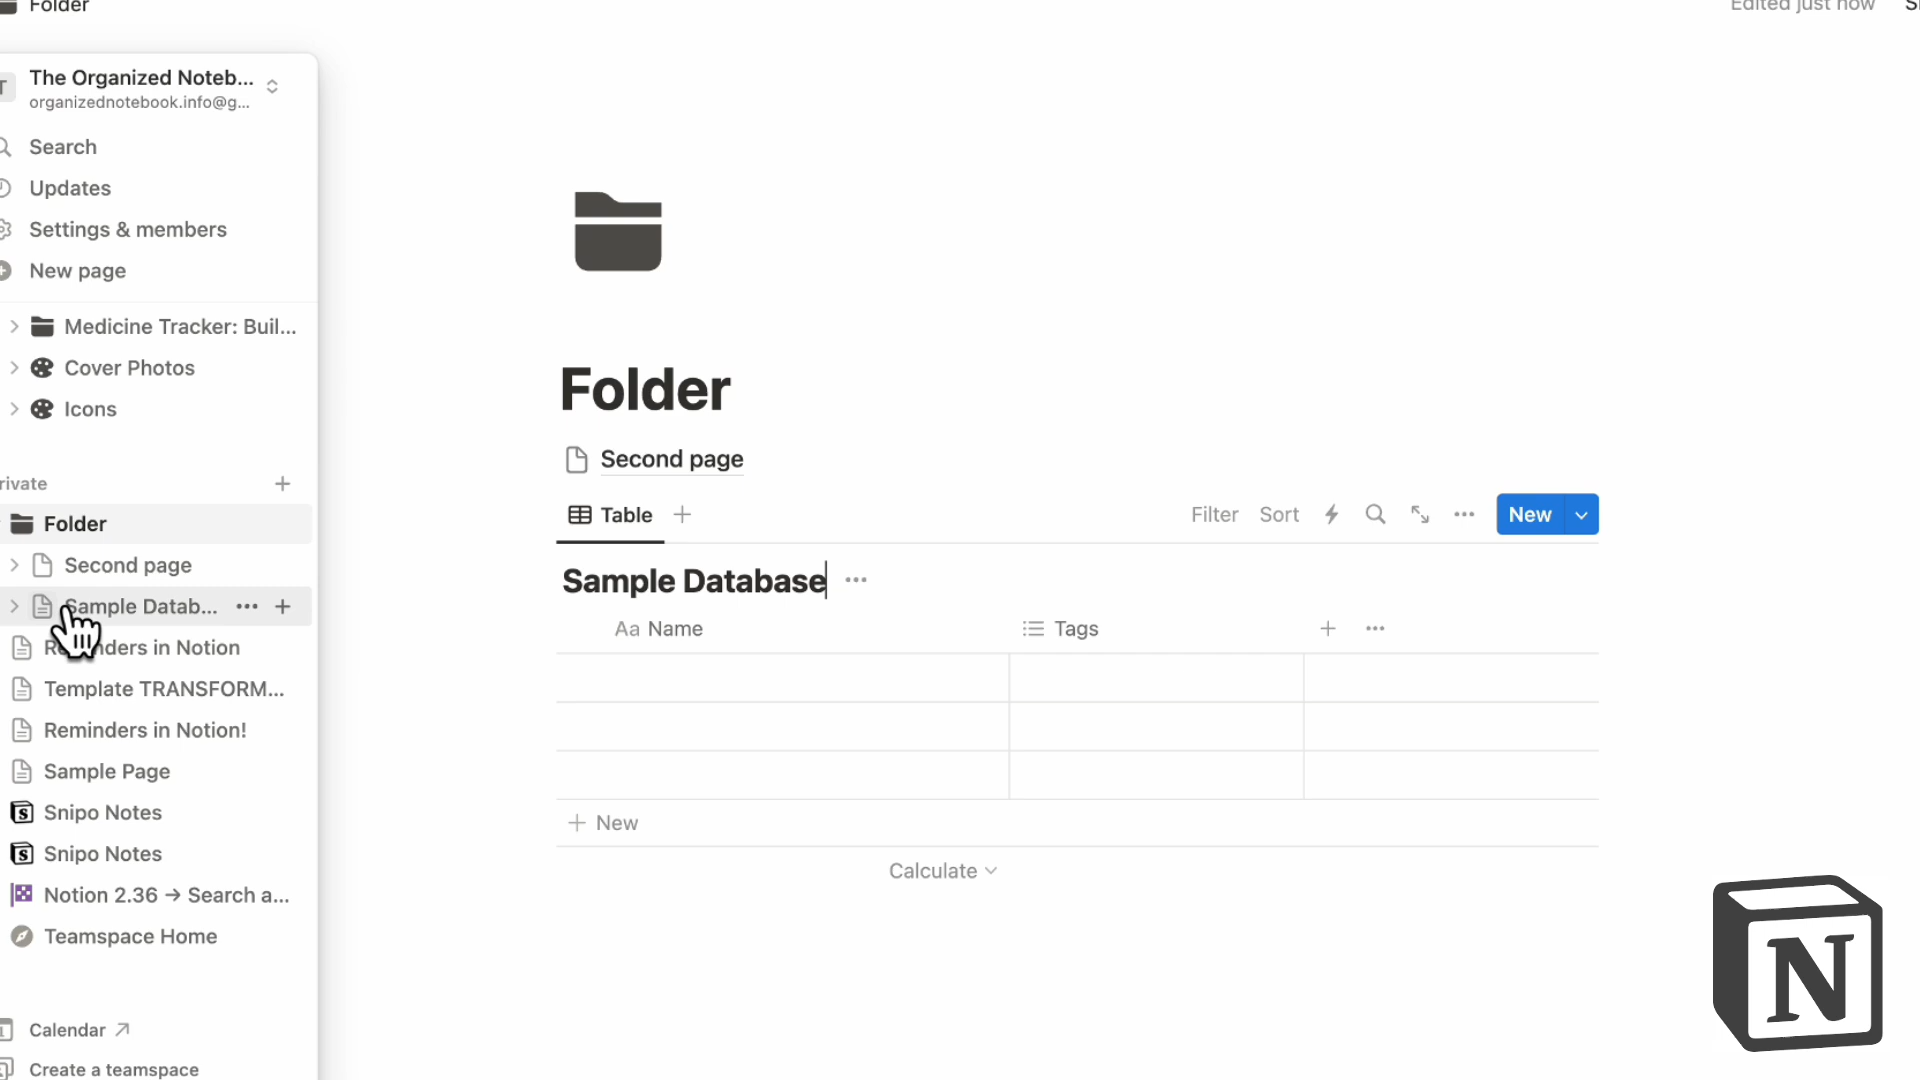 Folder
Edited just now
The Organized Noteb...
organizednotebook.info@g...
Search
Updates
Settings & members
New page
Medicine Tracker: Buil...
Cover Photos
Icons
rivate
Folder
Second page
Sample Datab...
Reminders in Notion
Template TRANSFORM...
Reminders in Notion!
Sample Page
Snipo Notes
Snipo Notes
Notion 2.36 → Search a...
Teamspace Home
Calendar ↗
Create a teamspace
Folder
Second page
Table
Filter Sort New
Sample Database
Aa Name Tags
New
Calculate
N